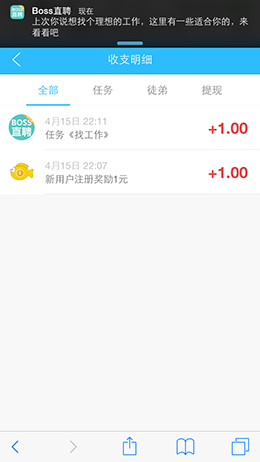 Boss直聘 现在
上次你说想找个理想的工作，这里有一些适合你的，来
看看吧
收支明细
全部 任务 徒弟 提现
BOSS
直聘
4月15日 22:11
任务《找工作》
+1.00
4月15日 22:07
新用户注册奖励1元
+1.00